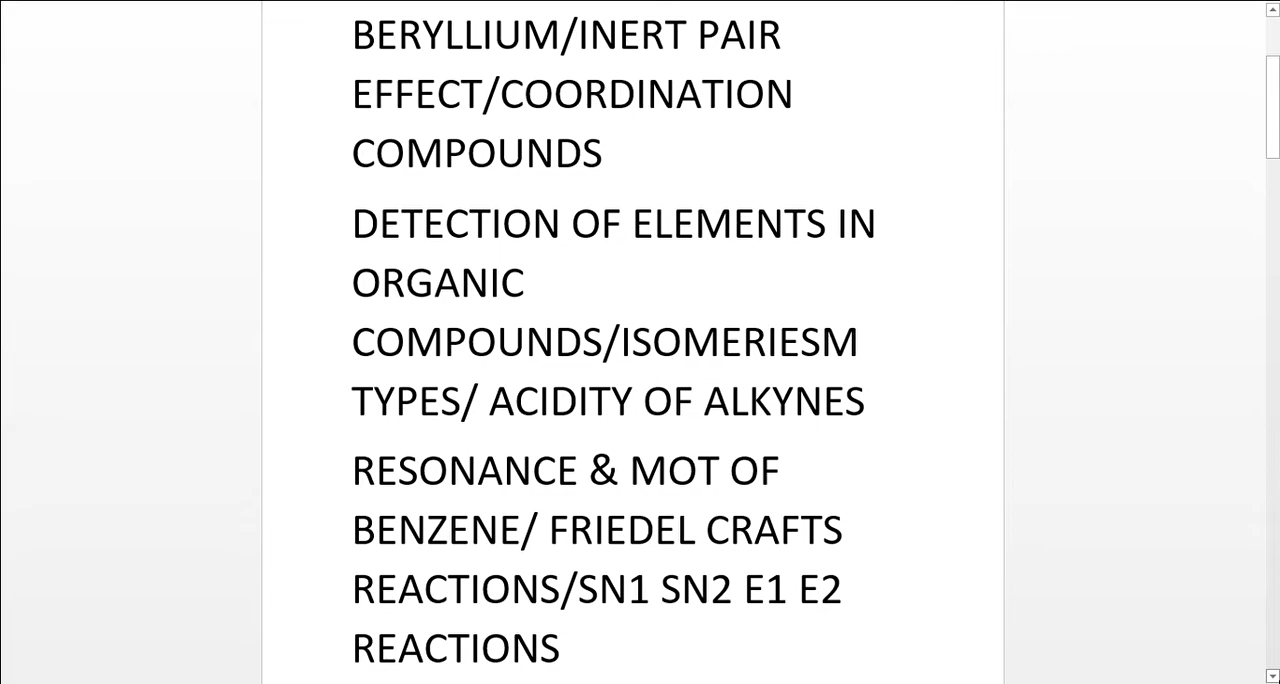 BERYLLIUM/INERT PAIR
EFFECT/COORDINATION
COMPOUNDS
DETECTION OF ELEMENTS IN
ORGANIC
COMPOUNDS/ISOMERIESM
TYPES/ ACIDITY OF ALKYNES
RESONANCE & MOT OF
BENZENE/ FRIEDEL CRAFTS
REACTIONS/SN1 SN2 E1 E2
REACTIONS